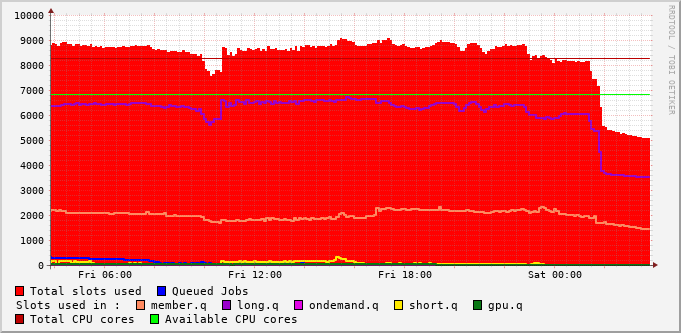 10000
9000
8000
7000
6000
5000
4000
3000
2000
1000
0
Fri 06:00 Fri 12:00 Fri 18:00 Sat 00:00
RRDTOOL / TOBI OETIKER
Total slots used Queued Jobs
Slots used in : member.q long.q ondemand.q short.q gpu.q
Total CPU cores Available CPU cores